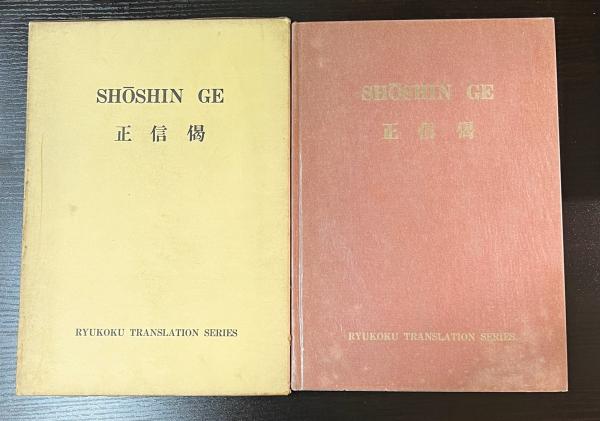 SHŌSHIN GE
正信偈
RYUKOKU TRANSLATION SERIES
SHŌSHIN GE
正信偈
RYUKOKU TRANSLATION SERIES